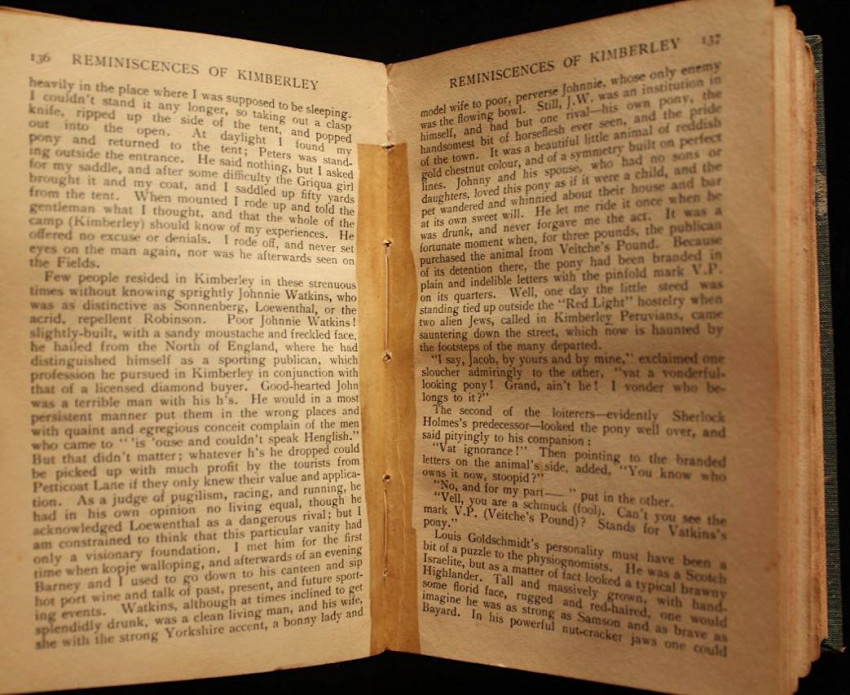 136 REMINISCENCES OF KIMBERLEY
heavily in the place where I was supposed to be sleeping.
I couldn't stand it any longer, so taking out a clasp
knife, ripped up the side of the tent, and popped
out into the open. At daylight I found my
pony and returned to the tent; Peters was stand-
ing outside the entrance. He said nothing, but I asked
for my saddle, and after some difficulty the Griqua girl
brought it and my coat, and I saddled up fifty yards
from the tent. When mounted I rode up and told the
gentleman what I thought, and that the whole of the
camp (Kimberley) should know of my experiences. He
offered no excuse or denials. I rode off, and never set
eyes on the man again, nor was he afterwards seen on
the Fields.
Few people resided in Kimberley in these strenuous
times without knowing sprightly Johnnie Watkins, who
was as distinctive as Sonnenberg, Loewenthal, or the
acrid, repellent Robinson. Poor Johnnie Watkins!
slightly-built, with a sandy moustache and freckled face,
he hailed from the North of England, where he had
distinguished himself as a sporting publican, which
profession he pursued in Kimberley in conjunction with
that of a licensed diamond buyer. Good-hearted John
was a terrible man with his h's. He would in a most
persistent manner put them in the wrong places and
with quaint and egregious conceit complain of the men
who came to "'is 'ouse and couldn't speak Henglish."
But that didn't matter; whatever h's he dropped could
be picked up with much profit by the tourists from
Petticoat Lane if they only knew their value and applica-
tion. As a judge of pugilism, racing, and running, he
had in his own opinion no living equal, though he
acknowledged Loewenthal as a dangerous rival; but I
am constrained to think that this particular vanity had
only a visionary foundation. I met him for the first
time when kopje walloping, and afterwards of an evening
Barney and I used to go down to his canteen and sip
hot port wine and talk of past, present, and future sport-
ing events. Watkins, although at times inclined to get
splendidly drunk, was a clean living man, and his wife,
she with the strong Yorkshire accent, a bonny lady and
REMINISCENCES OF KIMBERLEY 137
model wife to poor, perverse Johnnie, whose only enemy
was the flowing bowl. Still, J.W. was an institution in
himself, and had but one rival—his own pony, the
handsomest bit of horseflesh ever seen, and the pride
of the town. It was a beautiful little animal of reddish
gold chestnut colour, and of a symmetry built on perfect
lines. Johnny and his spouse, who had no sons or
daughters, loved this pony as if it were a child, and the
pet wandered and whinnied about their house and bar
at its own sweet will. He let me ride it once when he
was drunk, and never forgave me the act. It was a
fortunate moment when, for three pounds, the publican
purchased the animal from Veitche's Pound. Because
of its detention there, the pony had been branded in
plain and indelible letters with the pinfold mark V.P.
on its quarters. Well, one day the little steed was
standing tied up outside the "Red Light" hostelry when
two alien Jews, called in Kimberley Peruvians, came
sauntering down the street, which now is haunted by
the footsteps of the many departed.
"I say, Jacob, by yours and by mine," exclaimed one
sloucher admiringly to the other, "vat a vonderful-
looking pony! Grand, ain't he! I vonder who be-
longs to it?"
The second of the loiterers—evidently Sherlock
Holmes's predecessor—looked the pony well over, and
said pityingly to his companion:
"Vat ignorance!" Then pointing to the branded
letters on the animal's side, added, "You know who
owns it now, stoopid?"
"No, and for my part—— " put in the other.
"Vell, you are a schmuck (fool). Can't you see the
mark V.P. (Veitche's Pound)? Stands for Vatkins's
pony."
Louis Goldschmidt's personality must have been a
bit of a puzzle to the physiognomists. He was a Scotch
Israelite, but as a matter of fact looked a typical brawny
Highlander. Tall and massively grown, with hand-
some florid face, rugged and red-haired, one would
imagine he was as strong as Samson and as brave as
Bayard. In his powerful nut-cracker jaws one could